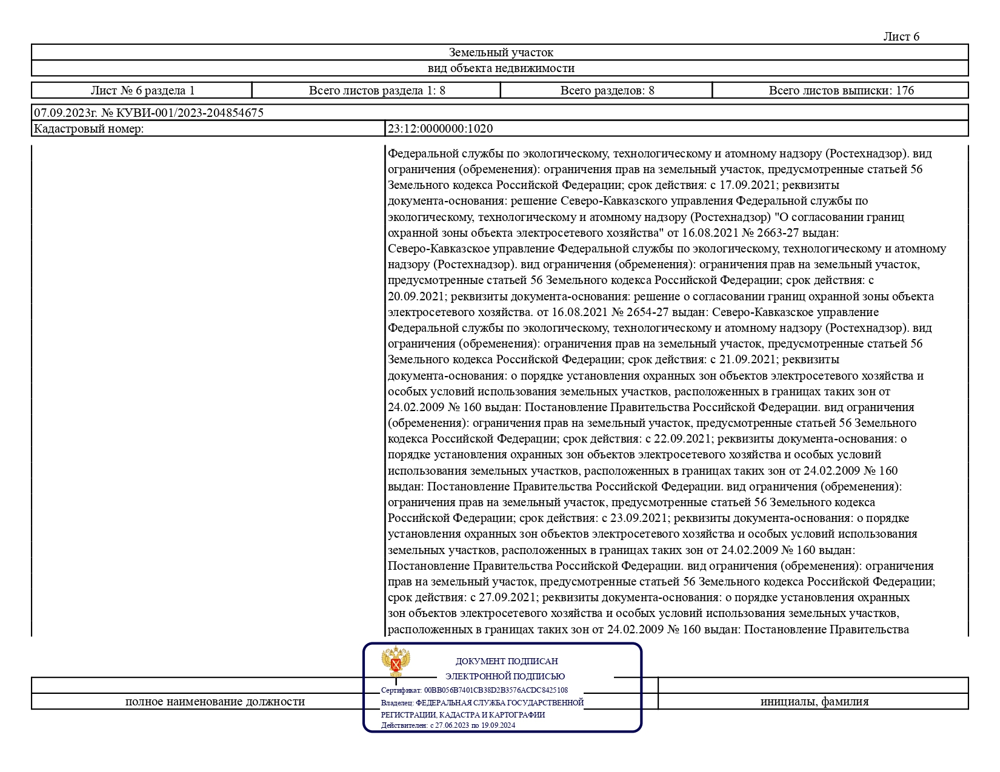 Лист 6
Земельный участок
вид объекта недвижимости
Лист № 6 раздела 1
Всего листов раздела 1: 8
Всего разделов: 8
Всего листов выписки: 176
07.09.2023г. № КУВИ-001/2023-204854675
Кадастровый номер:
23:12:0000000:1020
Федеральной службы по экологическому, технологическому и атомному надзору (Ростехнадзор). вид
ограничения (обременения): ограничения прав на земельный участок, предусмотренные статьей 56
Земельного кодекса Российской Федерации; срок действия: с 17.09.2021; реквизиты
документа-основания: решение Северо-Кавказского управления Федеральной службы по
экологическому, технологическому и атомному надзору (Ростехнадзор) "О согласовании границ
охранной зоны объекта электросетевого хозяйства" от 16.08.2021 № 2663-27 выдан:
Северо-Кавказское управление Федеральной службы по экологическому, технологическому и атомному
надзору (Ростехнадзор). вид ограничения (обременения): ограничения прав на земельный участок,
предусмотренные статьей 56 Земельного кодекса Российской Федерации; срок действия: с
20.09.2021; реквизиты документа-основания: решение о согласовании границ охранной зоны объекта
электросетевого хозяйства. от 16.08.2021 № 2654-27 выдан: Северо-Кавказское управление
Федеральной службы по экологическому, технологическому и атомному надзору (Ростехнадзор). вид
ограничения (обременения): ограничения прав на земельный участок, предусмотренные статьей 56
Земельного кодекса Российской Федерации; срок действия: с 21.09.2021; реквизиты
документа-основания: о порядке установления охранных зон объектов электросетевого хозяйства и
особых условий использования земельных участков, расположенных в границах таких зон от
24.02.2009 № 160 выдан: Постановление Правительства Российской Федерации. вид ограничения
(обременения): ограничения прав на земельный участок, предусмотренные статьей 56 Земельного
кодекса Российской Федерации; срок действия: с 22.09.2021; реквизиты документа-основания: о
порядке установления охранных зон объектов электросетевого хозяйства и особых условий
использования земельных участков, расположенных в границах таких зон от 24.02.2009 № 160
выдан: Постановление Правительства Российской Федерации. вид ограничения (обременения):
ограничения прав на земельный участок, предусмотренные статьей 56 Земельного кодекса
Российской Федерации; срок действия: с 23.09.2021; реквизиты документа-основания: о порядке
установления охранных зон объектов электросетевого хозяйства и особых условий использования
земельных участков, расположенных в границах таких зон от 24.02.2009 № 160 выдан:
Постановление Правительства Российской Федерации. вид ограничения (обременения): ограничения
прав на земельный участок, предусмотренные статьей 56 Земельного кодекса Российской Федерации;
срок действия: с 27.09.2021; реквизиты документа-основания: о порядке установления охранных
зон объектов электросетевого хозяйства и особых условий использования земельных участков,
расположенных в границах таких зон от 24.02.2009 № 160 выдан: Постановление Правительства
ДОКУМЕНТ ПОДПИСАН
ЭЛЕКТРОННОЙ ПОДПИСЬЮ
Сертификат: 00BB056B7401CB38D2B3576ACDC8425108
Владелец: ФЕДЕРАЛЬНАЯ СЛУЖБА ГОСУДАРСТВЕННОЙ
РЕГИСТРАЦИИ, КАДАСТРА И КАРТОГРАФИИ
Действителен: с 27.06.2023 по 19.09.2024
полное наименование должности
инициалы, фамилия